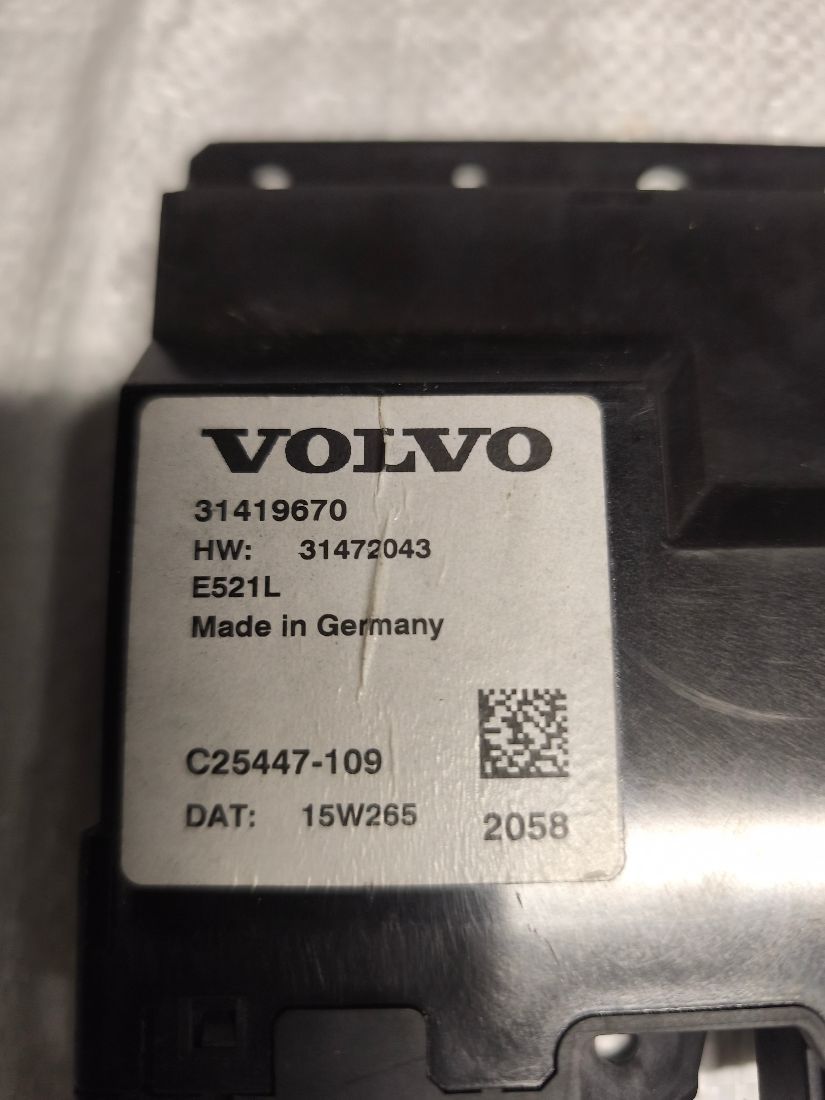 VOLVO
31419670
HW: 31472043
E521L
Made in Germany
C25447-109
DAT: 15W265
2058